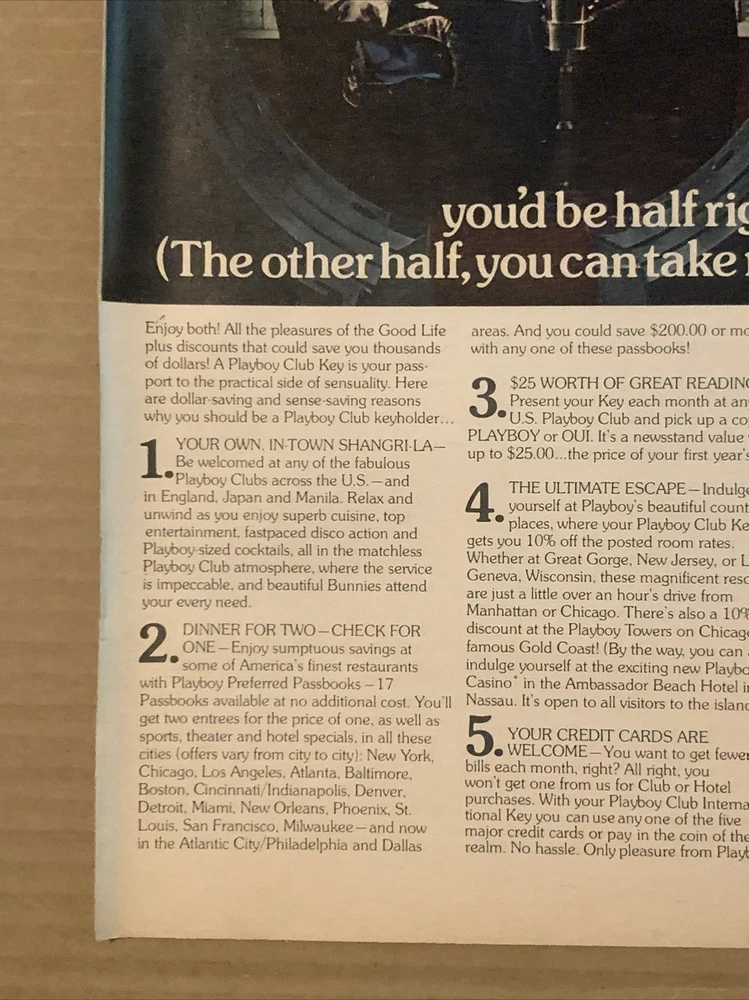 you'd be half
(The other half, you can take
Enjoy both! All the pleasures of the Good Life
plus discounts that could save you thousands
of dollars! A Playboy Club Key is your pass-
port to the practical side of sensuality. Here
are dollar-saving and sense-saving reasons
why you should be a Playboy Club keyholder...
1. YOUR OWN, IN-TOWN SHANGRI-LA—
Be welcomed at any of the fabulous
Playboy Clubs across the U.S.—and
in England, Japan and Manila. Relax and
unwind as you enjoy superb cuisine, top
entertainment, fastpaced disco action and
Playboy-sized cocktails, all in the matchless
Playboy Club atmosphere, where the service
is impeccable, and beautiful Bunnies attend
your every need.
2. DINNER FOR TWO—CHECK FOR
ONE—Enjoy sumptuous savings at
some of America's finest restaurants
with Playboy Preferred Passbooks—17
Passbooks available at no additional cost. You'll
get two entrees for the price of one, as well as
sports, theater and hotel specials, in all these
cities (offers vary from city to city): New York,
Chicago, Los Angeles, Atlanta, Baltimore,
Boston, Cincinnati/Indianapolis, Denver,
Detroit, Miami, New Orleans, Phoenix, St.
Louis, San Francisco, Milwaukee—and now
in the Atlantic City/Philadelphia and Dallas
areas. And you could save $200.00 or
with any one of these passbooks!
3. $25 WORTH OF GREAT READING
Present your Key each month at
U.S. Playboy Club and pick up a
PLAYBOY or OUI. It's a newsstand value
up to $25.00...the price of your first year's
4. THE ULTIMATE ESCAPE—Indulge
yourself at Playboy's beautiful
places, where your Playboy Club
gets you 10% off the posted room rates.
Whether at Great Gorge, New Jersey, or
Geneva, Wisconsin, these magnificent
are just a little over an hour's drive from
Manhattan or Chicago. There's also a 10%
discount at the Playboy Towers on
famous Gold Coast! (By the way, you can
indulge yourself at the exciting new
Casino* in the Ambassador Beach Hotel
Nassau. It's open to all visitors to the
5. YOUR CREDIT CARDS ARE
WELCOME—You want to get fewer
bills each month, right? All right, you
won't get one from us for Club or Hotel
purchases. With your Playboy Club
tional Key you can use any one of the five
major credit cards or pay in the coin of the
realm. No hassle. Only pleasure from